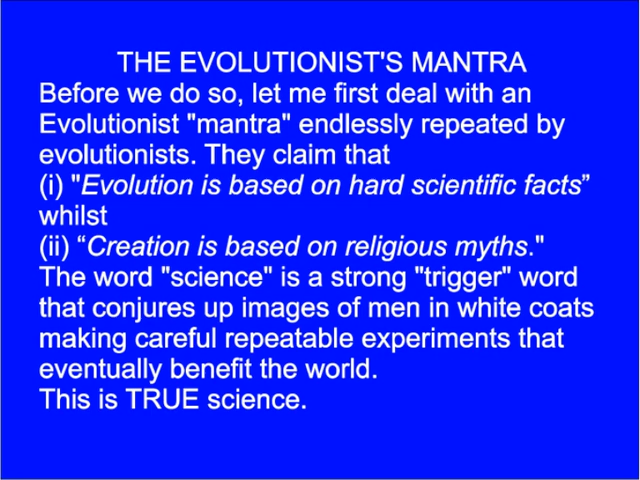 THE EVOLUTIONIST'S MANTRA
Before we do so, let me first deal with an
Evolutionist "mantra" endlessly repeated by
evolutionists. They claim that
(i) "Evolution is based on hard scientific facts”
whilst
(ii) “Creation is based on religious myths."
The word "science" is a strong "trigger" word
that conjures up images of men in white coats
making careful repeatable experiments that
eventually benefit the world.
This is TRUE science.